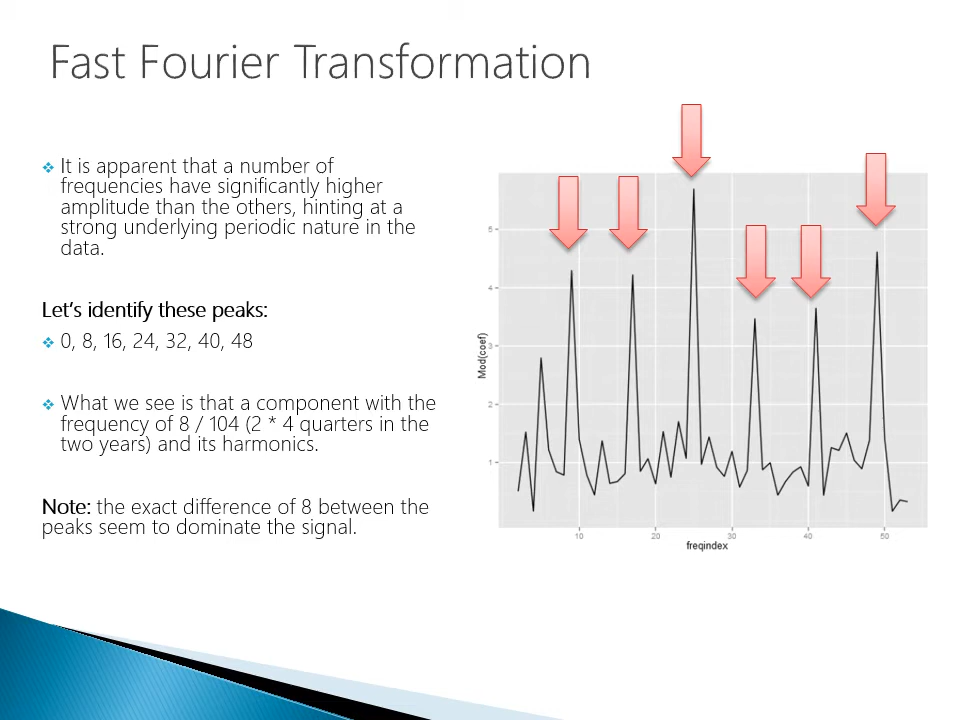 Fast Fourier Transformation
It is apparent that a number of
frequencies have significantly higher
amplitude than the others, hinting at a
strong underlying periodic nature in the
data.
Let's identify these peaks:
0, 8, 16, 24, 32, 40, 48
What we see is that a component with the
frequency of 8 / 104 (2 * 4 quarters in the
two years) and its harmonics.
Note: the exact difference of 8 between the
peaks seem to dominate the signal.
Mod(coef)
5
4
3
2
1
10 20 30 40 50
freqindex